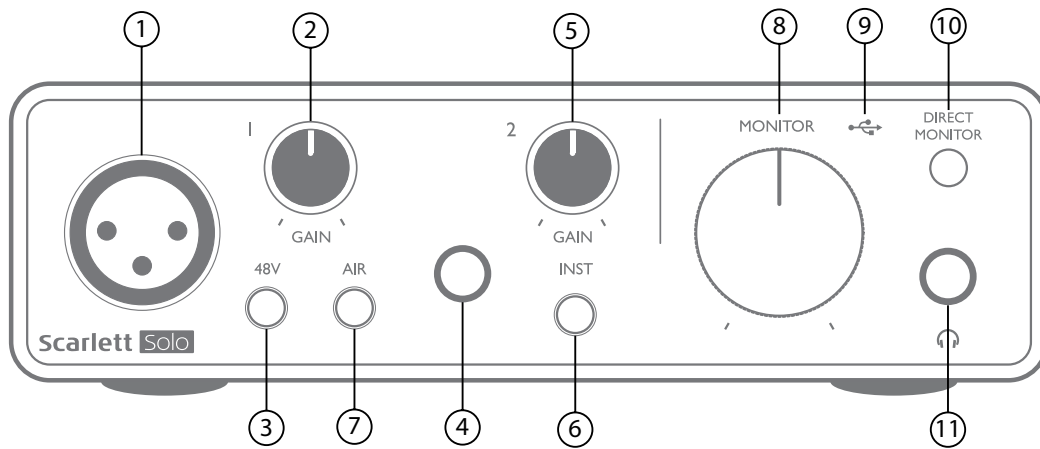 1
2
5
8
9
10
1
2
MONITOR
DIRECT
MONITOR
GAIN
GAIN
48V
AIR
INST
Scarlett Solo
3
7
4
6
11